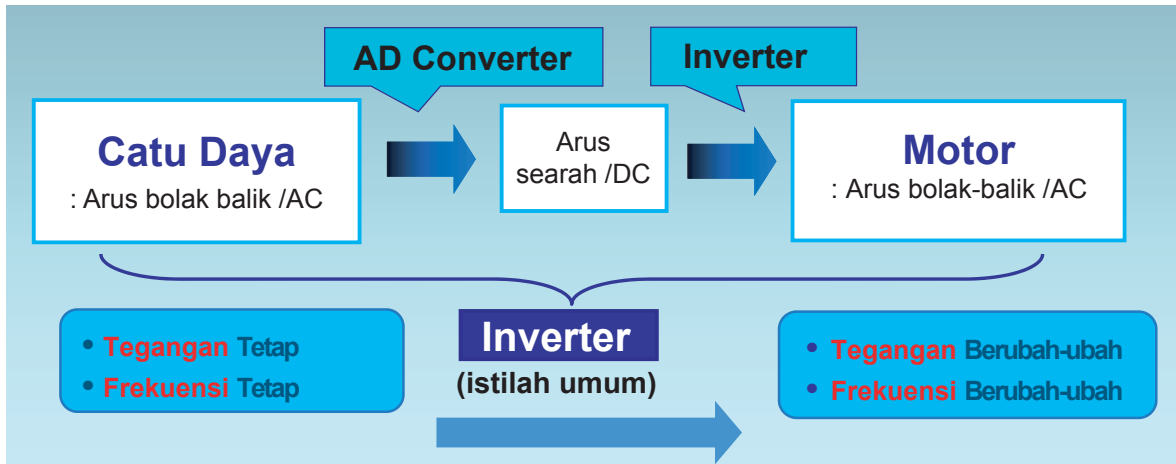 AD Converter
Inverter
Catu Daya
: Arus bolak balik /AC
Arus
searah /DC
Motor
: Arus bolak-balik /AC
• Tegangan Tetap
• Frekuensi Tetap
Inverter
(istilah umum)
• Tegangan Berubah-ubah
• Frekuensi Berubah-ubah